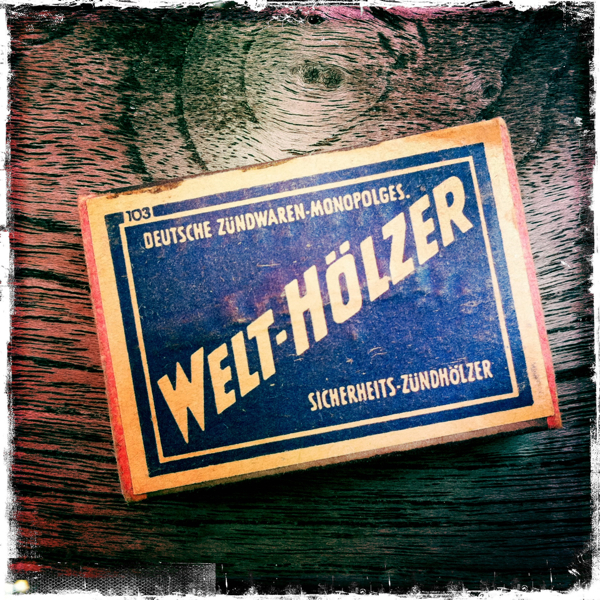 103
DEUTSCHE ZÜNDWAREN-MONOPOLGES.
WELT-HÖLZER
SICHERHEITS-ZÜNDHÖLZER